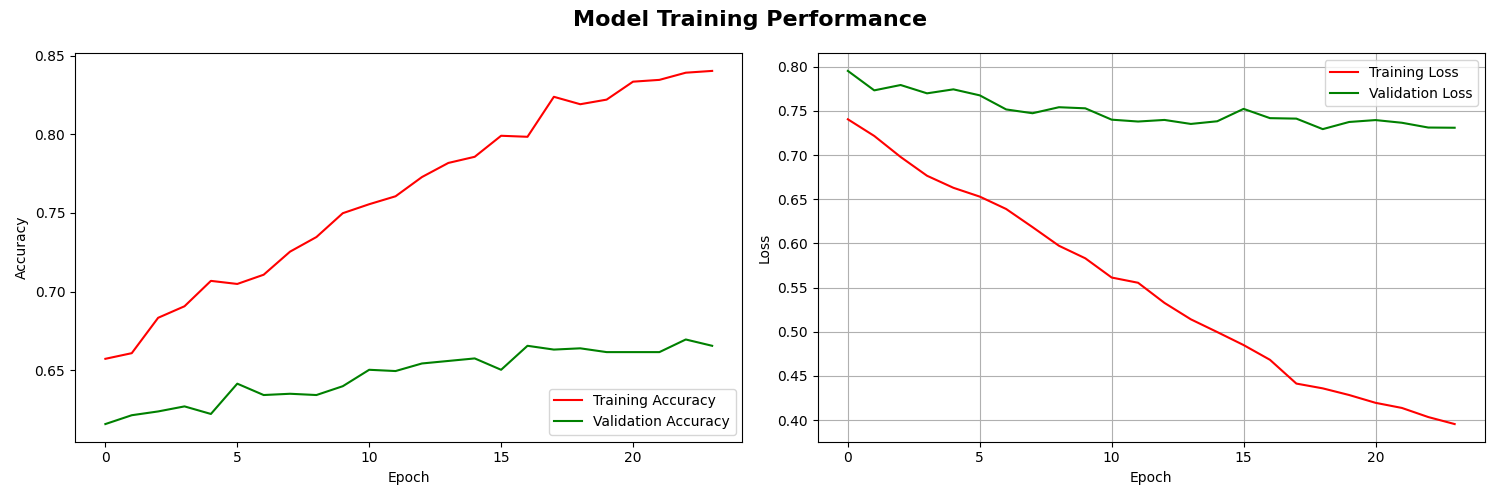 Model Training Performance
0.85
0.80
0.75
0.70
0.65
Accuracy
0
5
10
15
20
Epoch
Training Accuracy
Validation Accuracy
0.80
0.75
0.70
0.65
0.60
0.55
0.50
0.45
0.40
Loss
0
5
10
15
20
Epoch
Training Loss
Validation Loss